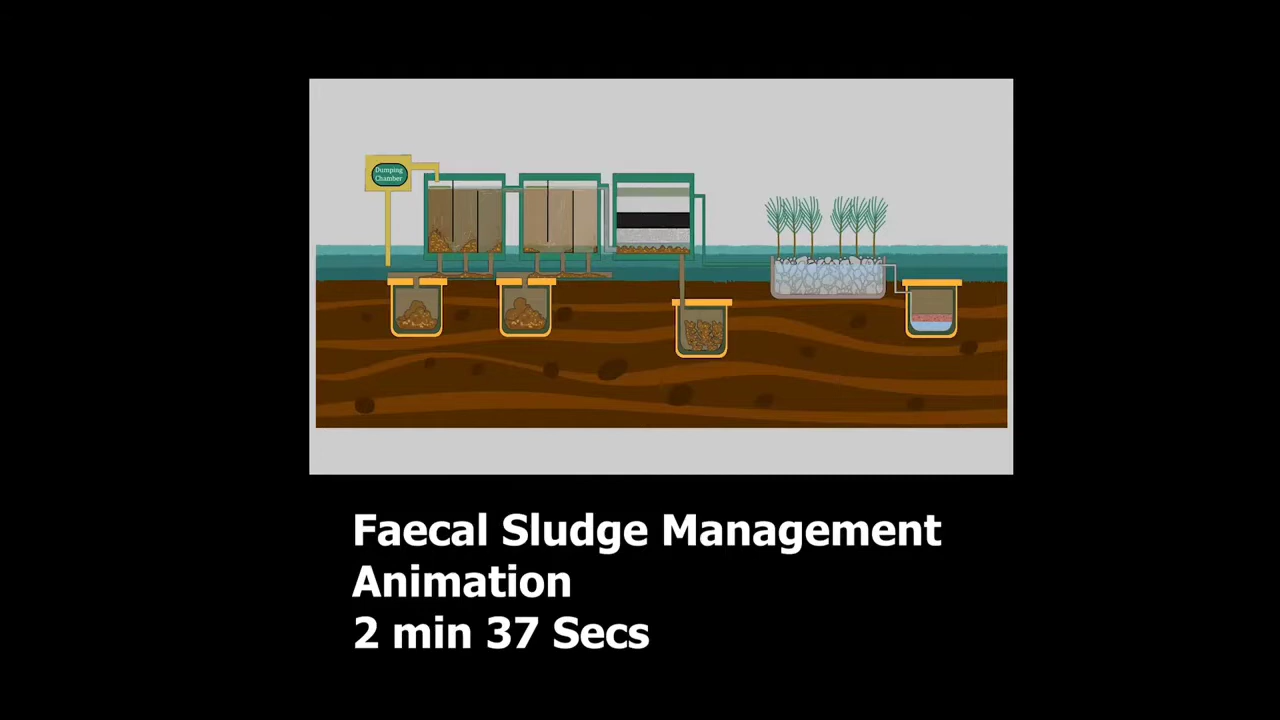 Dumping
Chamber
Faecal Sludge Management
Animation
2 min 37 Secs